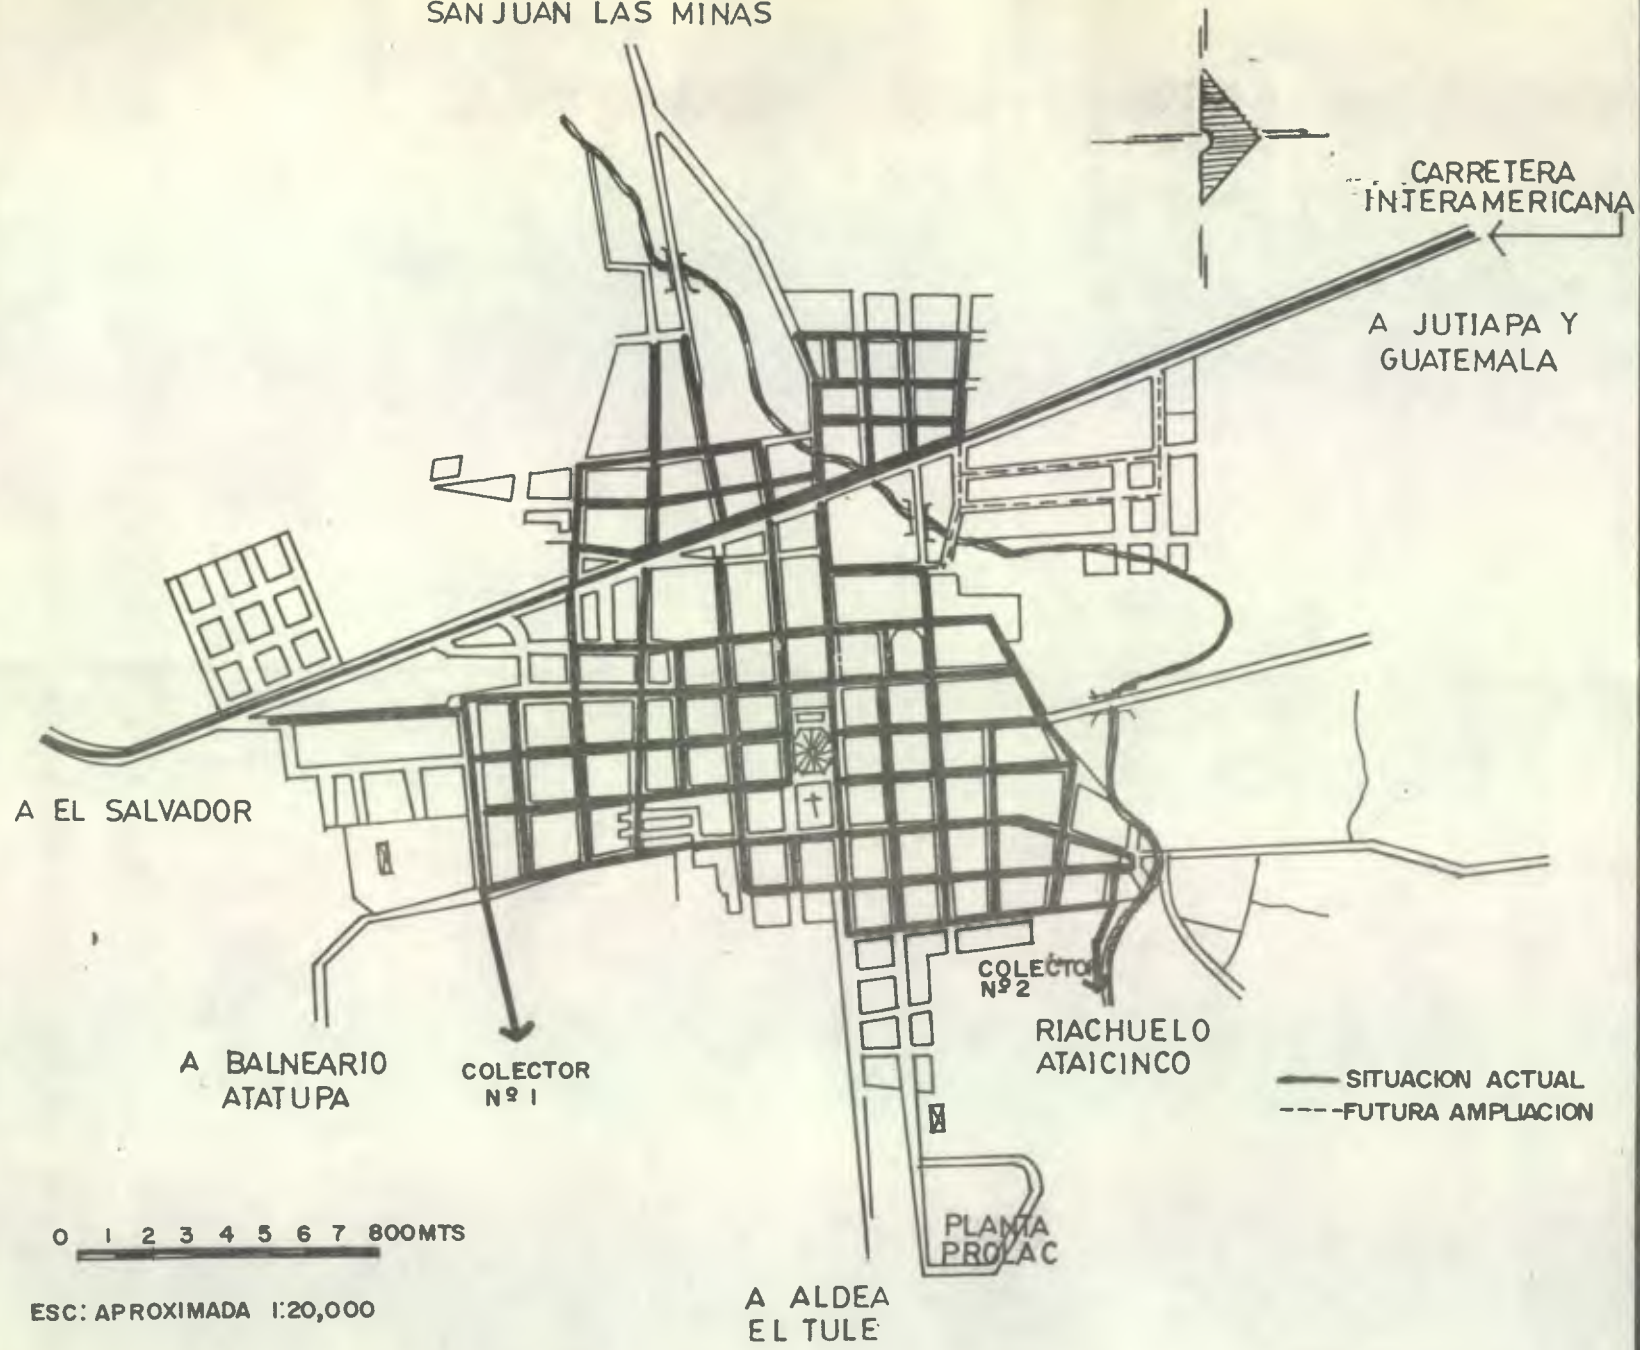 SAN JUAN LAS MINAS
CARRETERA
INTERAMERICANA
A JUTIAPA Y
GUATEMALA
A EL SALVADOR
COLECTOR
Nº 2
RIACHUELO
ATAICINCO
A BALNEARIO
ATATUPA
COLECTOR
Nº 1
SITUACION ACTUAL
FUTURA AMPLIACION
PLANTA
PROLAC
0 1 2 3 4 5 6 7 800MTS
ESC: APROXIMADA 1:20,000
A ALDEA
EL TULE